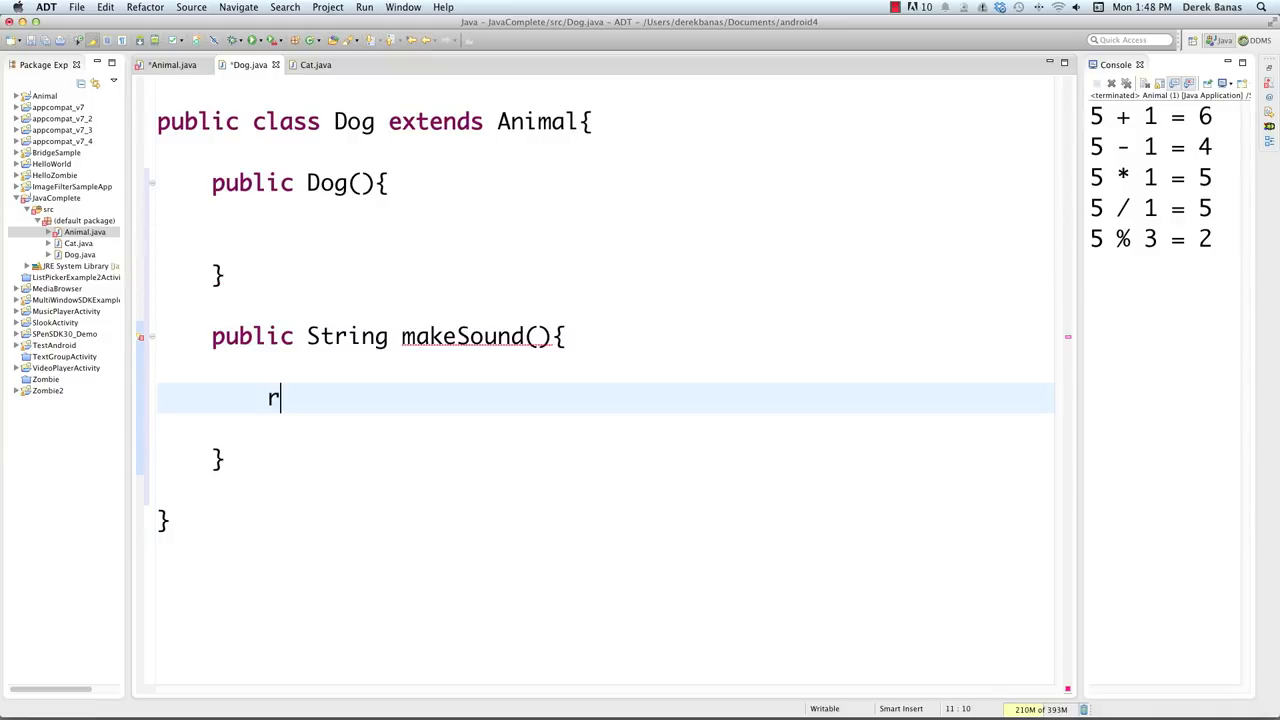 ADT File Edit Refactor Source Navigate Search Project Run Window Help 10 Mon 1:48 PM Derek Banas
Java - JavaComplete/src/Dog.java - ADT - /Users/derekbanas/Documents/android4
Quick Access Java DDMS
Package Exp
Animal
appcompat_v7
appcompat_v7_2
appcompat_v7_3
appcompat_v7_4
BridgeSample
HelloWorld
HelloZombie
ImageFilterSampleApp
JavaComplete
src
(default package)
Animal.java
Cat.java
Dog.java
JRE System Library [Ja
ListPickerExample2Activi
MediaBrowser
MultiWindowSDKExample
MusicPlayerActivity
SlookActivity
SPenSDK30_Demo
TestAndroid
TextGroupActivity
VideoPlayerActivity
Zombie
Zombie2
*Animal.java *Dog.java Cat.java
public class Dog extends Animal{
public Dog(){
}
public String makeSound(){
r
}
}
Console
<terminated> Animal (1) [Java Application] /S
5 + 1 = 6
5 - 1 = 4
5 * 1 = 5
5 / 1 = 5
5 % 3 = 2
Writable Smart Insert 11 : 10 210M of 393M